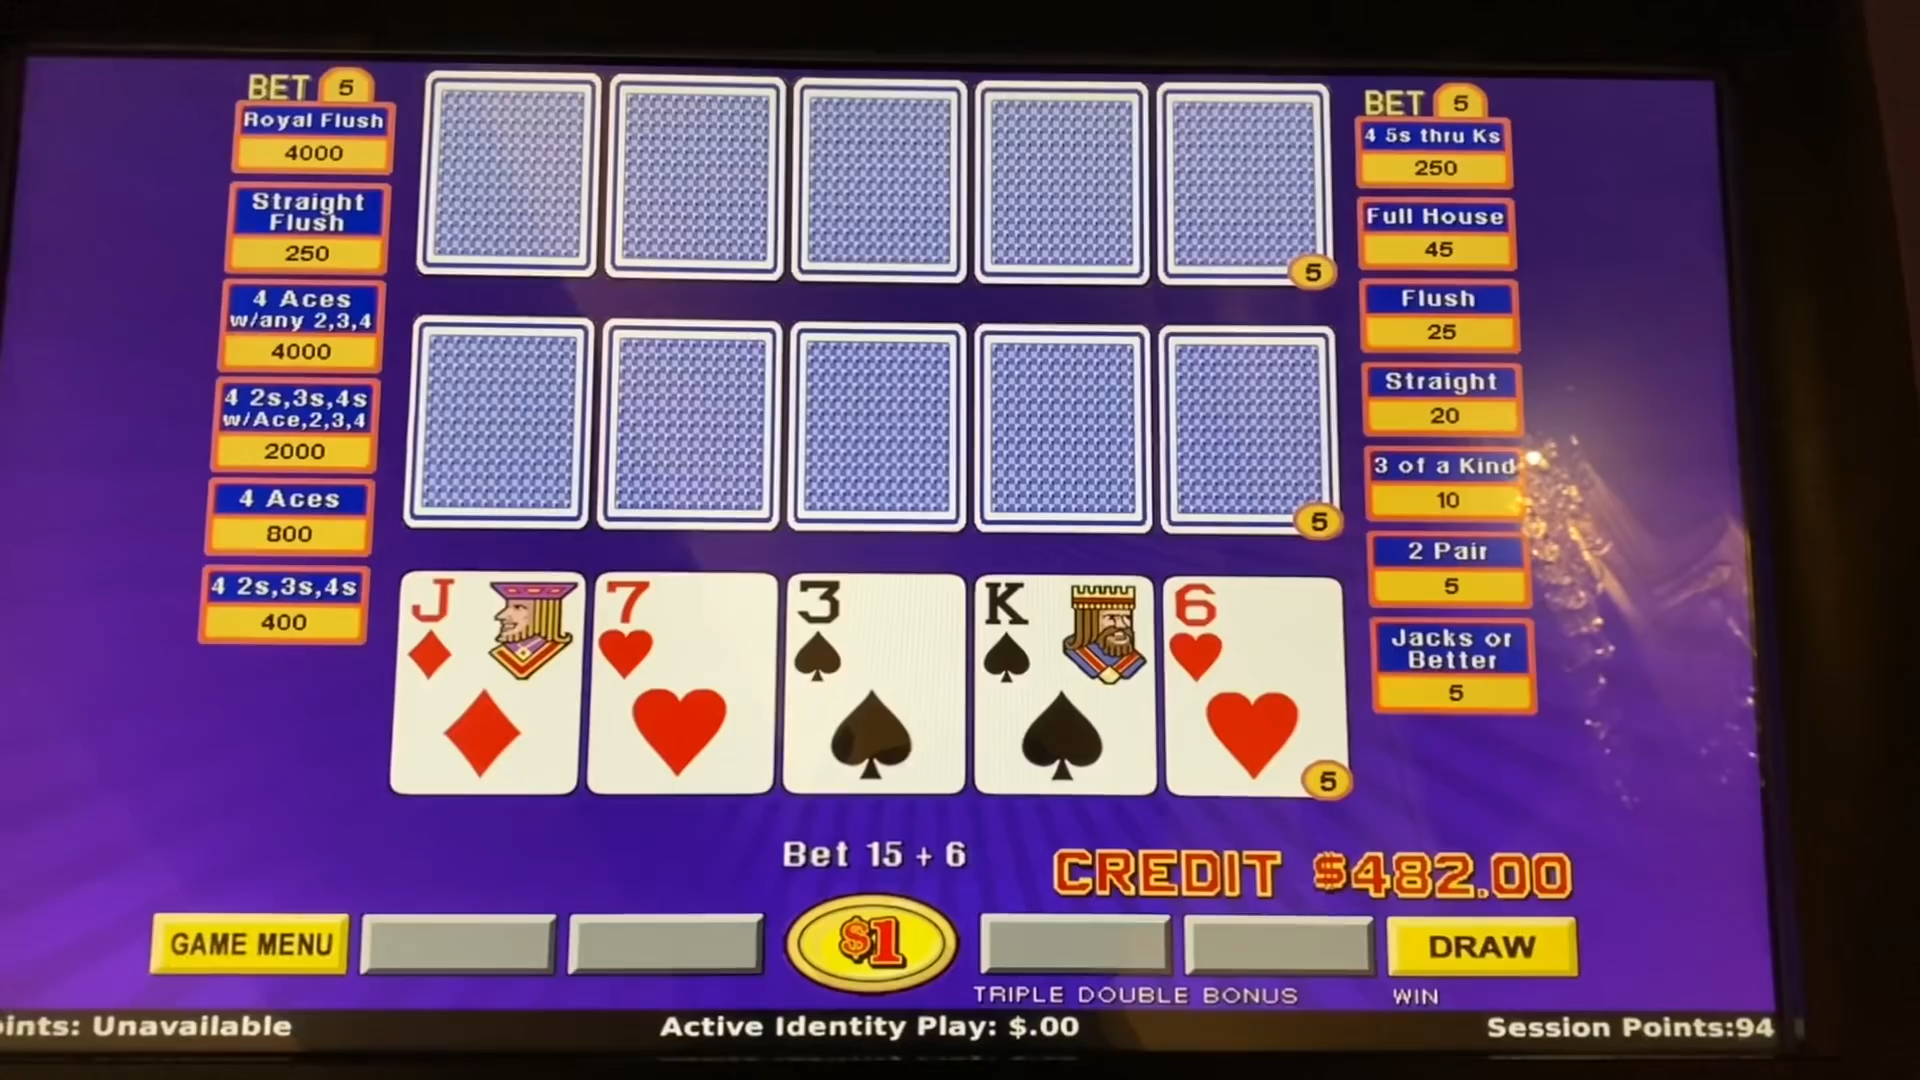 BET 5
Royal Flush
4000
Straight
Flush
250
4 Aces
w/any 2,3,4
4000
4 2s,3s,4s
w/Ace,2,3,4
2000
4 Aces
800
4 2s,3s,4s
400
5
5
J
7
3
K
6
5
BET 5
4 5s thru Ks
250
Full House
45
Flush
25
Straight
20
3 of a Kind
10
2 Pair
5
Jacks or
Better
5
Bet 15 + 6
CREDIT $482.00
GAME MENU
$1
DRAW
TRIPLE DOUBLE BONUS
WIN
ints: Unavailable
Active Identity Play: $.00
Session Points:94